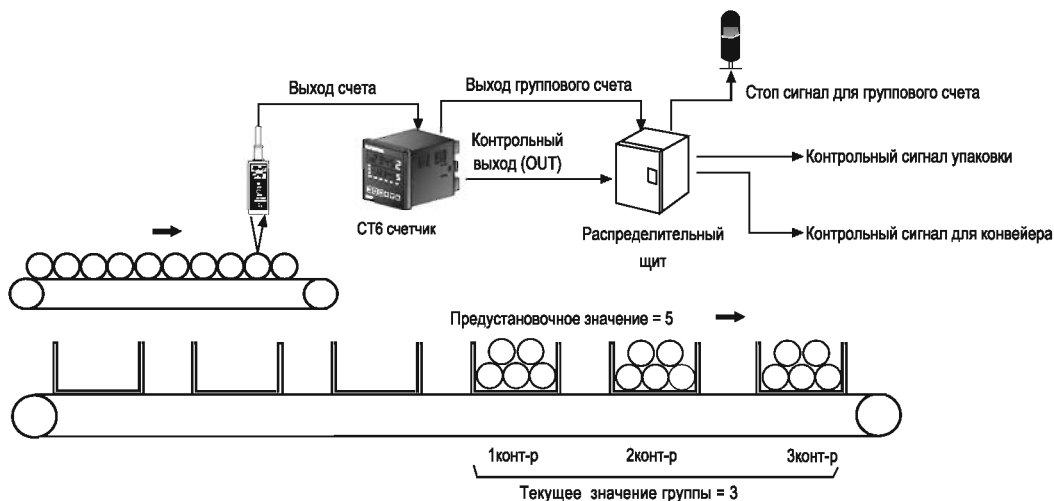 Выход счета
Выход группового счета
Стоп сигнал для группового счета
Контрольный
выход (OUT)
Контрольный сигнал упаковки
СТ6 счетчик
Распределительный
щит
Контрольный сигнал для конвейера
Предустановочное значение = 5
1конт-р
2конт-р
3конт-р
Текущее значение группы = 3